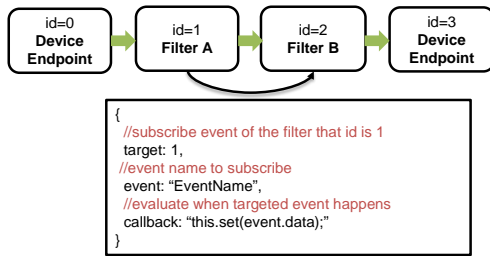 id=0
Device
Endpoint
id=1
Filter A
id=2
Filter B
id=3
Device
Endpoint
{
//subscribe event of the filter that id is 1
target: 1,
//event name to subscribe
event: “EventName”,
//evaluate when targeted event happens
callback: “this.set(event.data);”
}